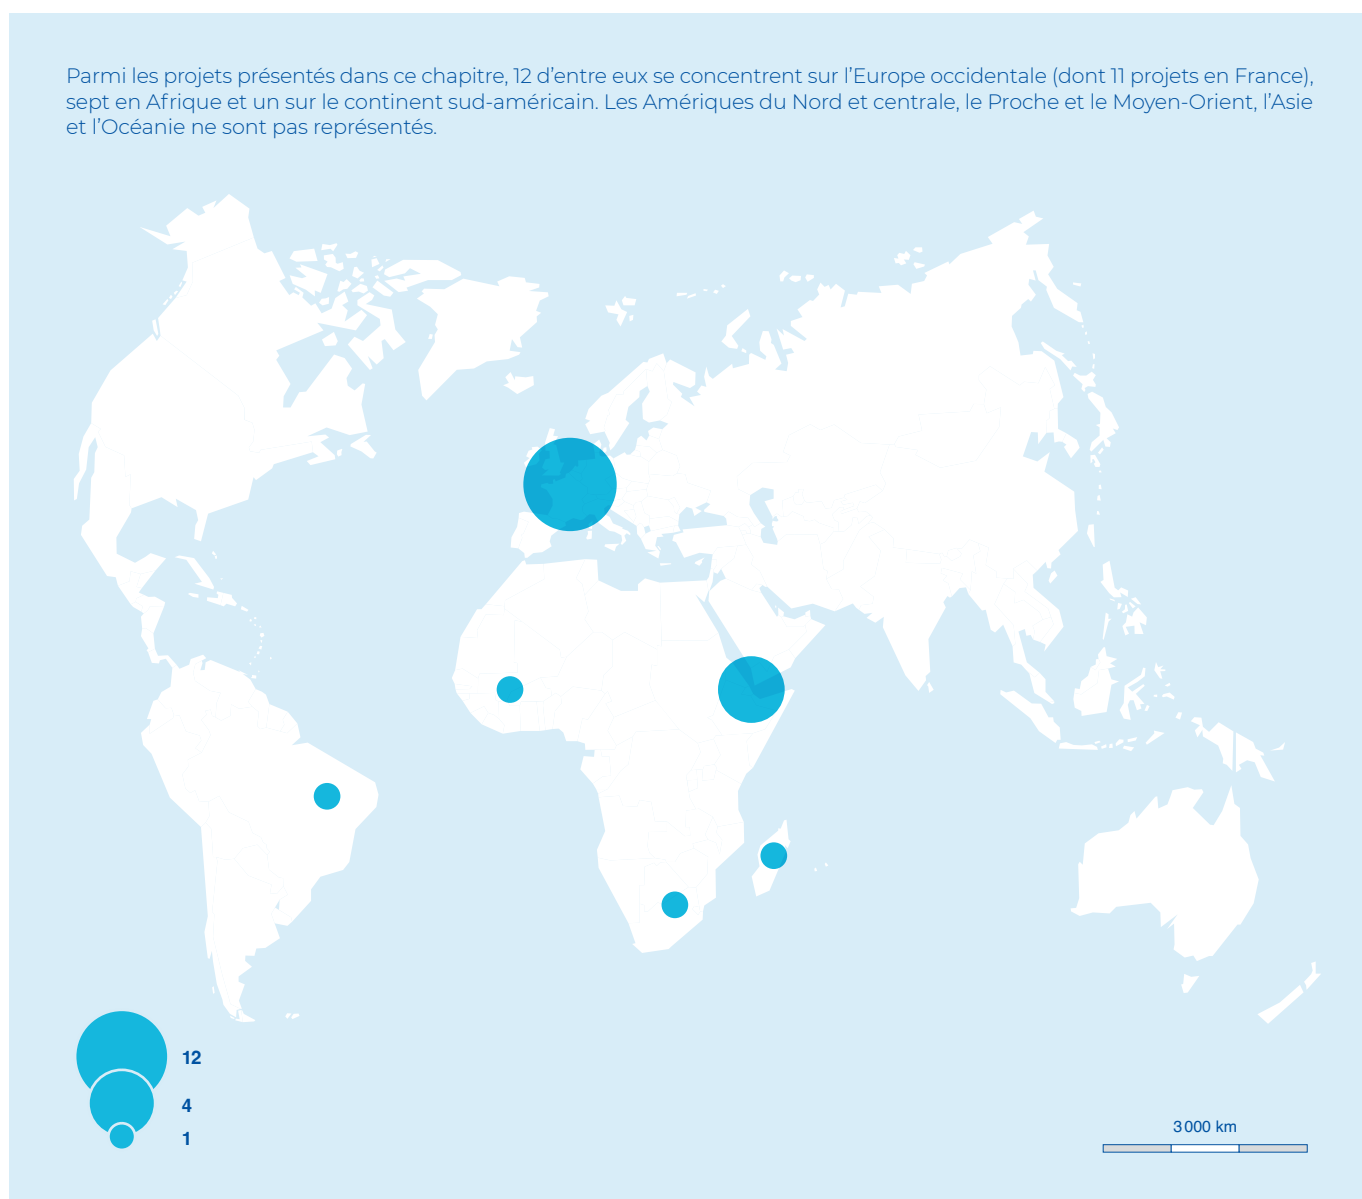 Parmi les projets présentés dans ce chapitre, 12 d’entre eux se concentrent sur l’Europe occidentale (dont 11 projets en France),
sept en Afrique et un sur le continent sud-américain. Les Amériques du Nord et centrale, le Proche et le Moyen-Orient, l’Asie
et l’Océanie ne sont pas représentés.
12
4
1
3 000 km